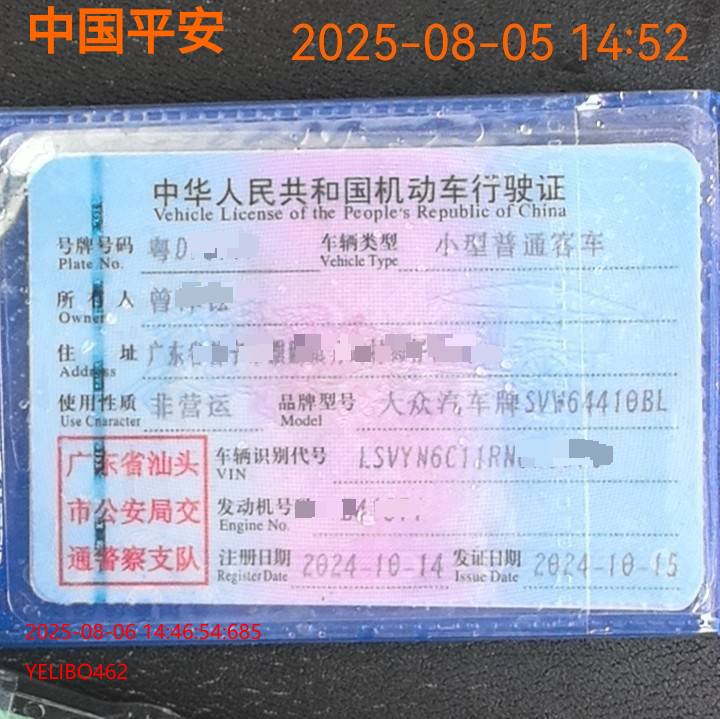 中国平安
2025-08-05 14:52
中华人民共和国机动车行驶证
Vehicle License of the People's Republic of China
号牌号码 粤D 车辆类型 小型普通客车
Plate No. Vehicle Type
所有人 曾
Owner
住址 广东
Address
使用性质 非营运 品牌型号 大众汽车牌SVW64410BL
Use Character Model
广东省汕头
市公安局交
通警察支队
车辆识别代号 LSVYN6C11RN
VIN
发动机号码
Engine No.
注册日期 2024-10-14 发证日期 2024-10-15
Register Date Issue Date
2025-08-06 14:46:54:685
YELIBO462